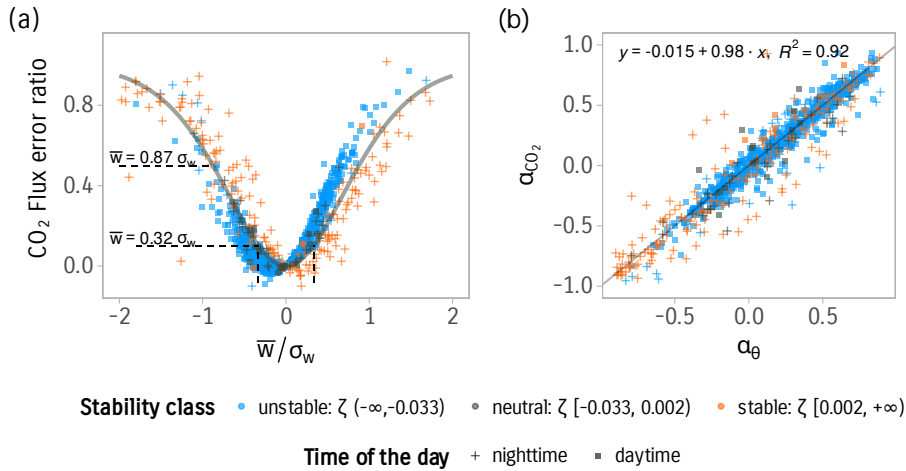 (a)
CO₂ Flux error ratio
0.8
0.4
0.0
w̅ = 0.87 σw
w̅ = 0.32 σw
−2 −1 0 1 2
w̅/σw
(b)
y = -0.015 + 0.98 · x, R² = 0.92
αCO₂
1.0
0.5
0.0
−0.5
−1.0
−0.5 0.0 0.5
αθ
Stability class unstable: ζ (−∞,-0.033) neutral: ζ [-0.033, 0.002) stable: ζ [0.002, +∞)
Time of the day nighttime daytime